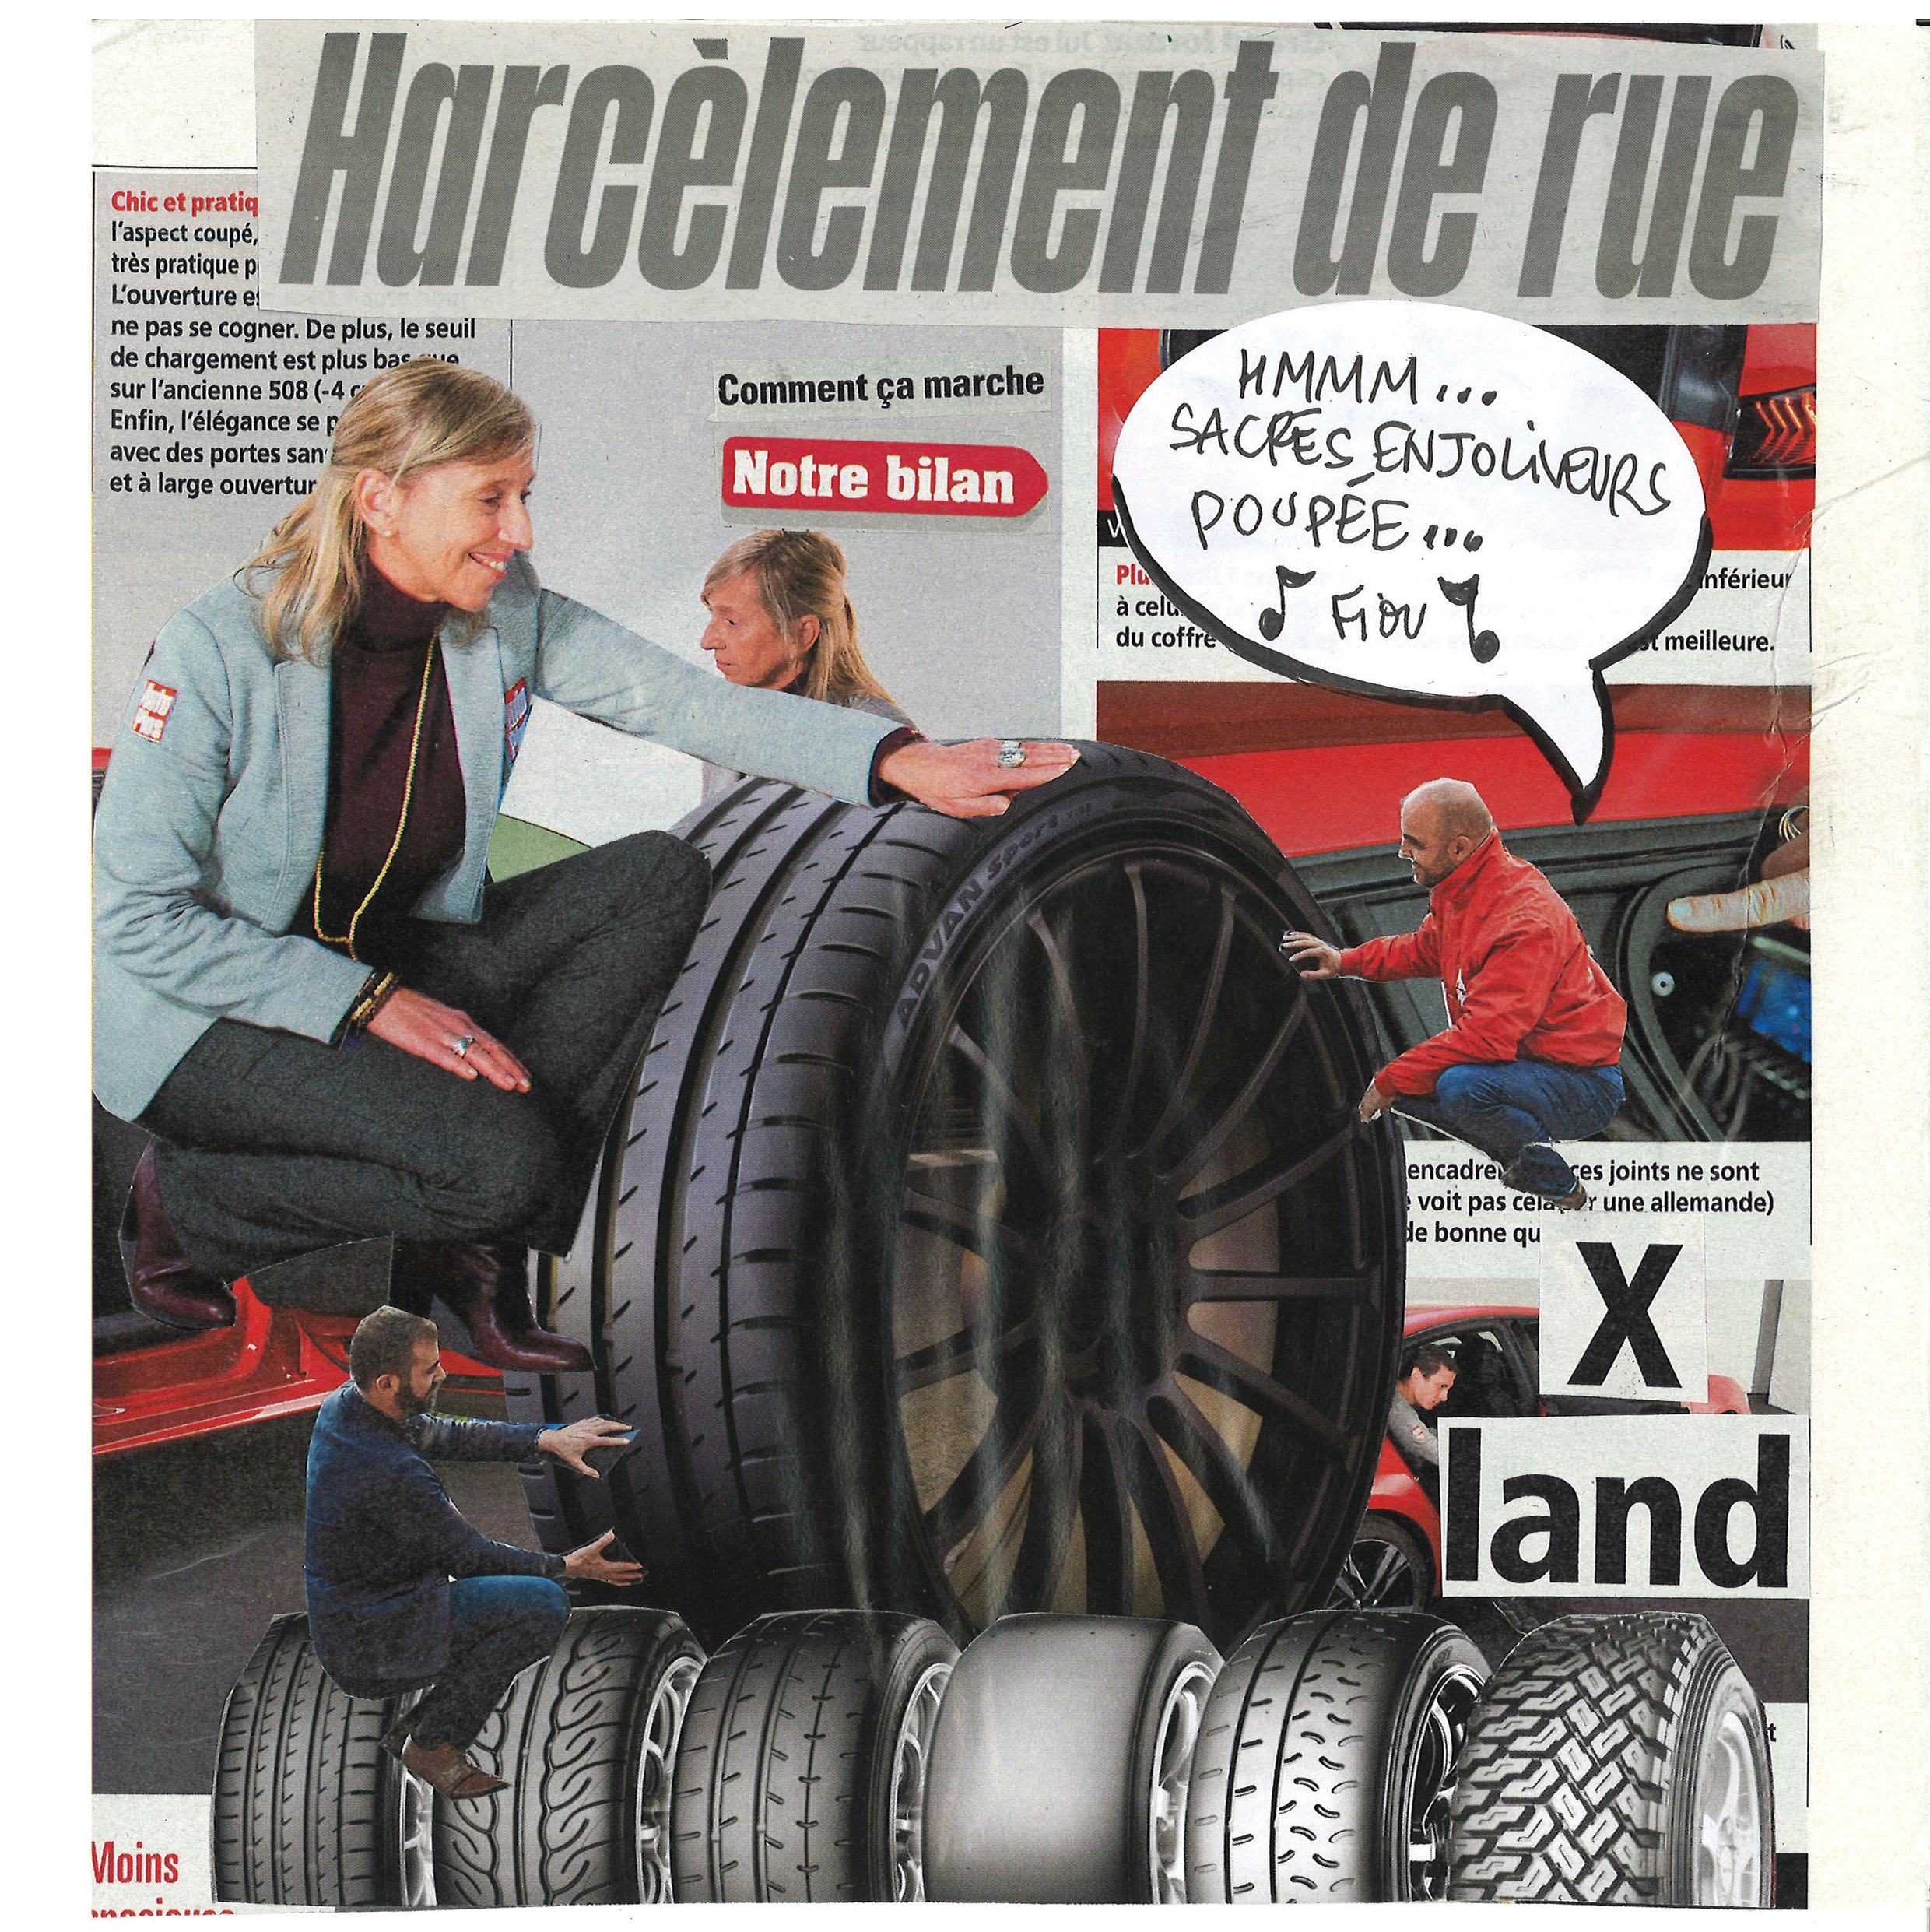 Harcèlement de rue
Chic et pratiq
l'aspect coupé,
très pratique p
L'ouverture es
ne pas se cogner. De plus, le seuil
de chargement est plus bas que
sur l'ancienne 508 (-4 c
Enfin, l'élégance se p
avec des portes san
et à large ouvertur
Comment ça marche
Notre bilan
HMMM...
SACRES ENJOLIVEURS
POUPÉE...
FIOU
Plu
inférieur
à celu
du coffre
st meilleure.
Auto
Plus
ADVAN Sport
encadre
ces joints ne sont
voit pas cela
r une allemande)
de bonne qu
X
land
Moins